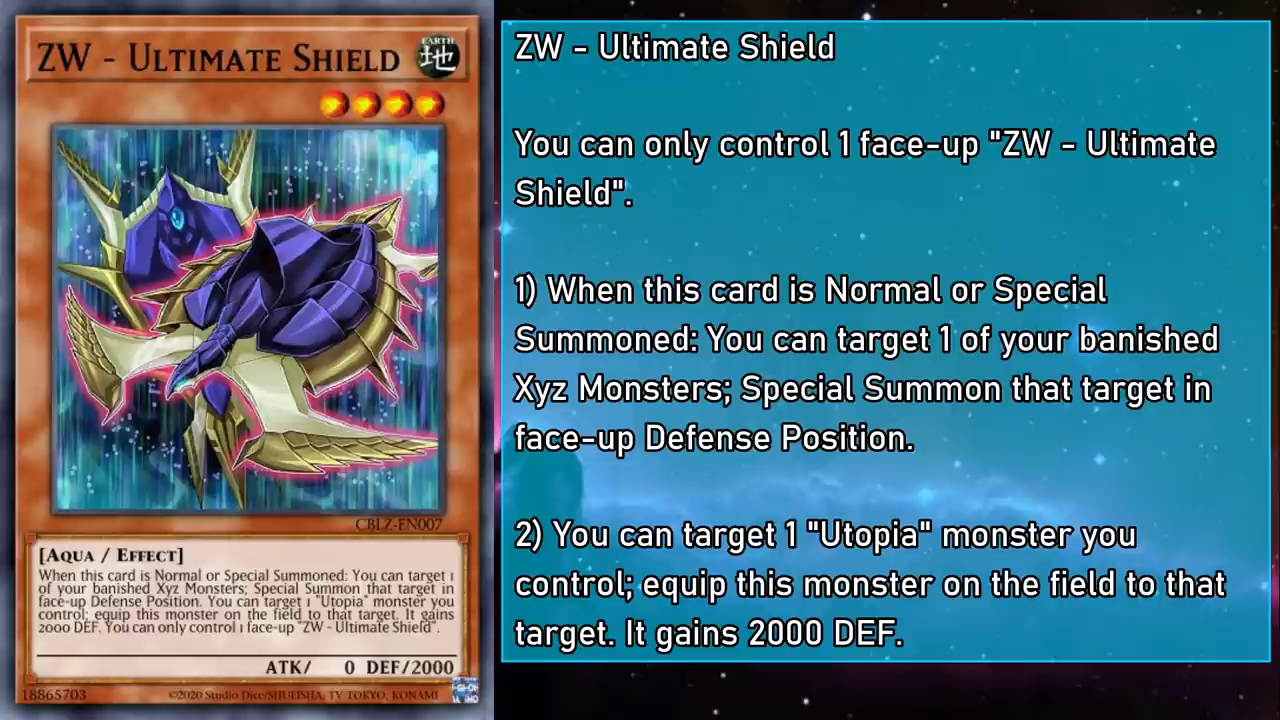 ZW - ULTIMATE SHIELD
EARTH
地
CBLZ-EN007
[AQUA / EFFECT]
When this card is Normal or Special Summoned: You can target 1
of your banished Xyz Monsters; Special Summon that target in
face-up Defense Position. You can target 1 "Utopia" monster you
control; equip this monster on the field to that target. It gains
2000 DEF. You can only control 1 face-up "ZW - Ultimate Shield".
ATK/ 0 DEF/2000
18865703
©2020 Studio Dice/SHUEISHA, TV TOKYO, KONAMI
ZW - Ultimate Shield
You can only control 1 face-up "ZW - Ultimate
Shield".
1) When this card is Normal or Special
Summoned: You can target 1 of your banished
Xyz Monsters; Special Summon that target in
face-up Defense Position.
2) You can target 1 "Utopia" monster you
control; equip this monster on the field to that
target. It gains 2000 DEF.